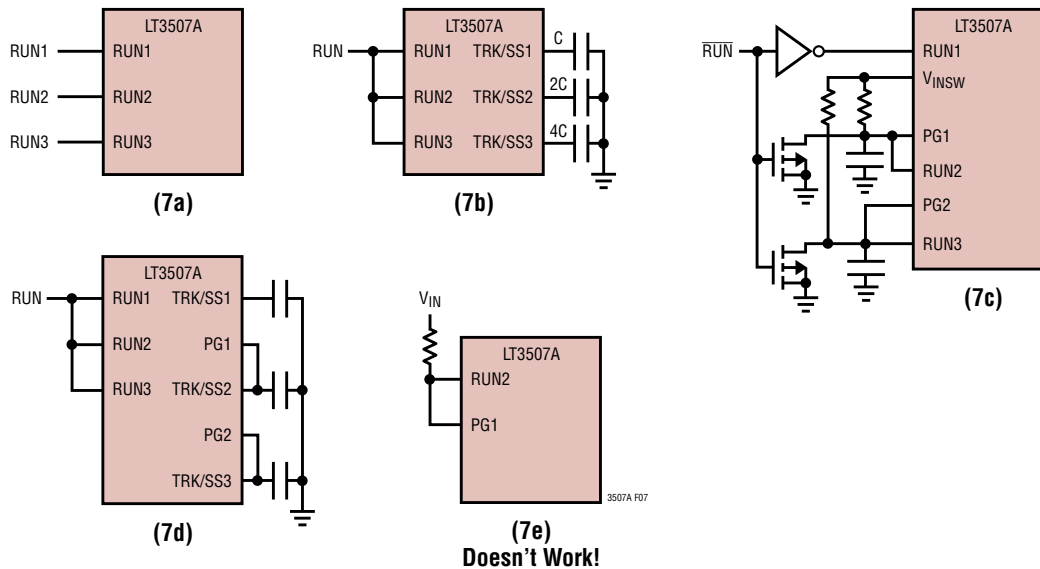 LT3507A
RUN1
RUN1
RUN2
RUN2
RUN3
RUN3
(7a)
LT3507A
RUN
RUN1
TRK/SS1
C
RUN2
TRK/SS2
2C
RUN3
TRK/SS3
4C
(7b)
LT3507A
RUN
RUN1
VINSW
PG1
RUN2
PG2
RUN3
(7c)
LT3507A
RUN
RUN1
TRK/SS1
RUN2
PG1
RUN3
TRK/SS2
PG2
TRK/SS3
(7d)
VIN
LT3507A
RUN2
PG1
3507A F07
(7e)
Doesn't Work!